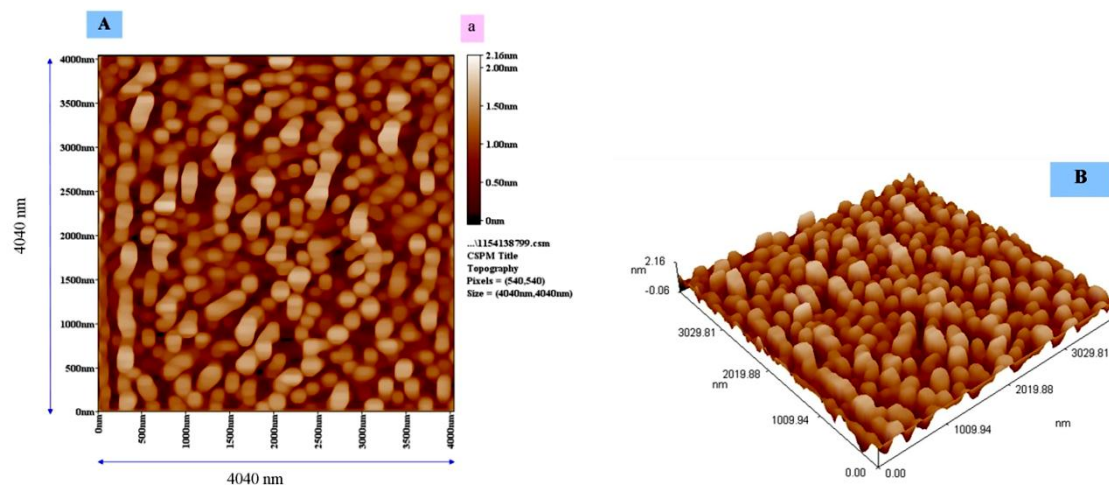 A
a
4000nm
3500nm
3000nm
2500nm
2000nm
1500nm
1000nm
500nm
0nm
4040 nm
0nm
500nm
1000nm
1500nm
2000nm
2500nm
3000nm
3500nm
4000nm
4040 nm
2.16nm
2.00nm
1.50nm
1.00nm
0.50nm
0nm
...\1154138799.csm
CSPM Title
Topography
Pixels = (540,540)
Size = (4040nm,4040nm)
B
2.16
nm
-0.06
3029.81
2019.88
nm
1009.94
0.00
0.00
1009.94
nm
2019.88
3029.81